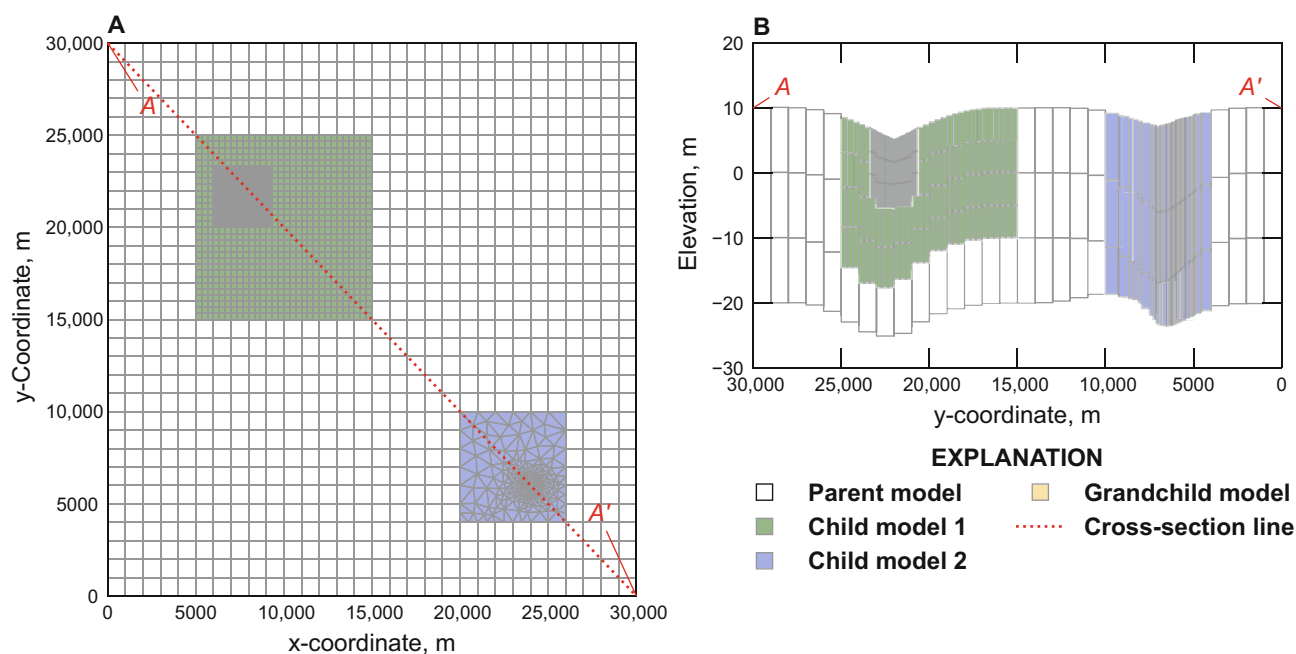 A
30,000
25,000
20,000
15,000
10,000
5000
0
y-Coordinate, m
0
5000
10,000
15,000
20,000
25,000
30,000
x-coordinate, m
A
A'
B
20
10
0
−10
−20
−30
Elevation, m
A
A'
30,000
25,000
20,000
15,000
10,000
5000
0
y-coordinate, m
EXPLANATION
Parent model
Child model 1
Child model 2
Grandchild model
Cross-section line